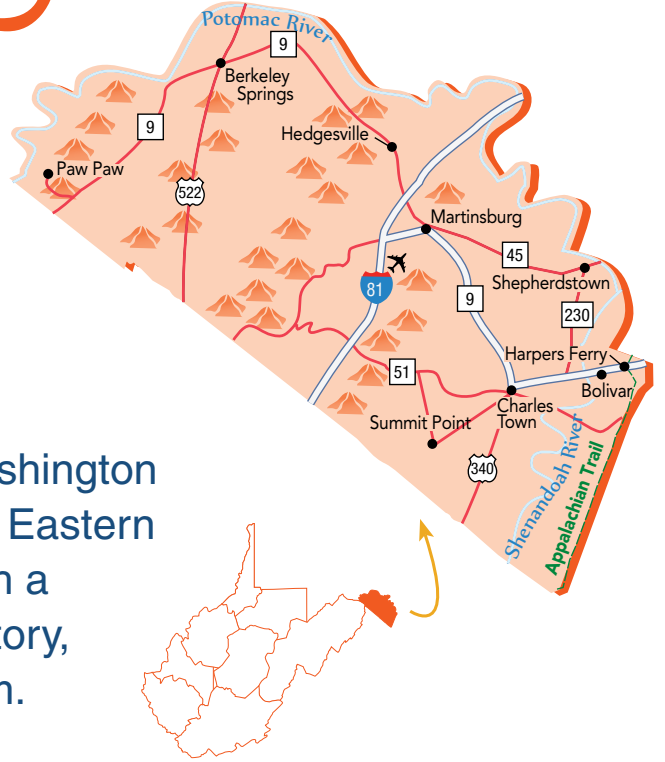 Potomac River
9
Berkeley
Springs
9
Hedgesville
Paw Paw
522
Martinsburg
45
Shepherdstown
81
9
230
Harpers Ferry
51
Bolivar
Charles
Town
Summit Point
340
Shenandoah River
Appalachian Trail
shington
Eastern
a
tory,